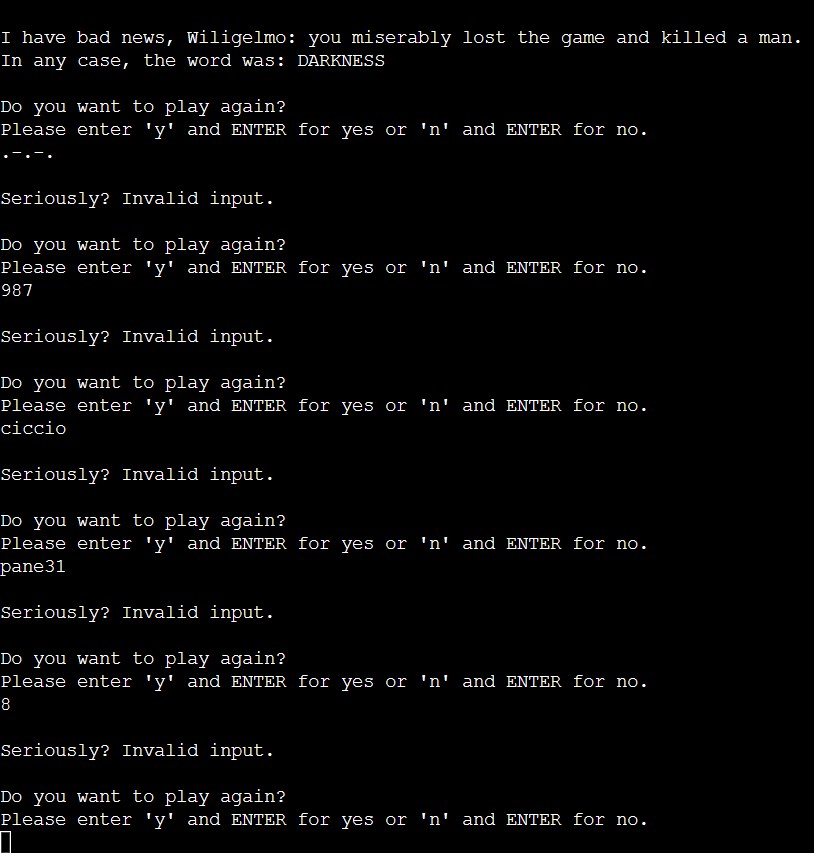 I have bad news, Wiligelmo: you miserably lost the game and killed a man.
In any case, the word was: DARKNESS
Do you want to play again?
Please enter 'y' and ENTER for yes or 'n' and ENTER for no.
.-.-.
Seriously? Invalid input.
Do you want to play again?
Please enter 'y' and ENTER for yes or 'n' and ENTER for no.
987
Seriously? Invalid input.
Do you want to play again?
Please enter 'y' and ENTER for yes or 'n' and ENTER for no.
ciccio
Seriously? Invalid input.
Do you want to play again?
Please enter 'y' and ENTER for yes or 'n' and ENTER for no.
pane31
Seriously? Invalid input.
Do you want to play again?
Please enter 'y' and ENTER for yes or 'n' and ENTER for no.
8
Seriously? Invalid input.
Do you want to play again?
Please enter 'y' and ENTER for yes or 'n' and ENTER for no.